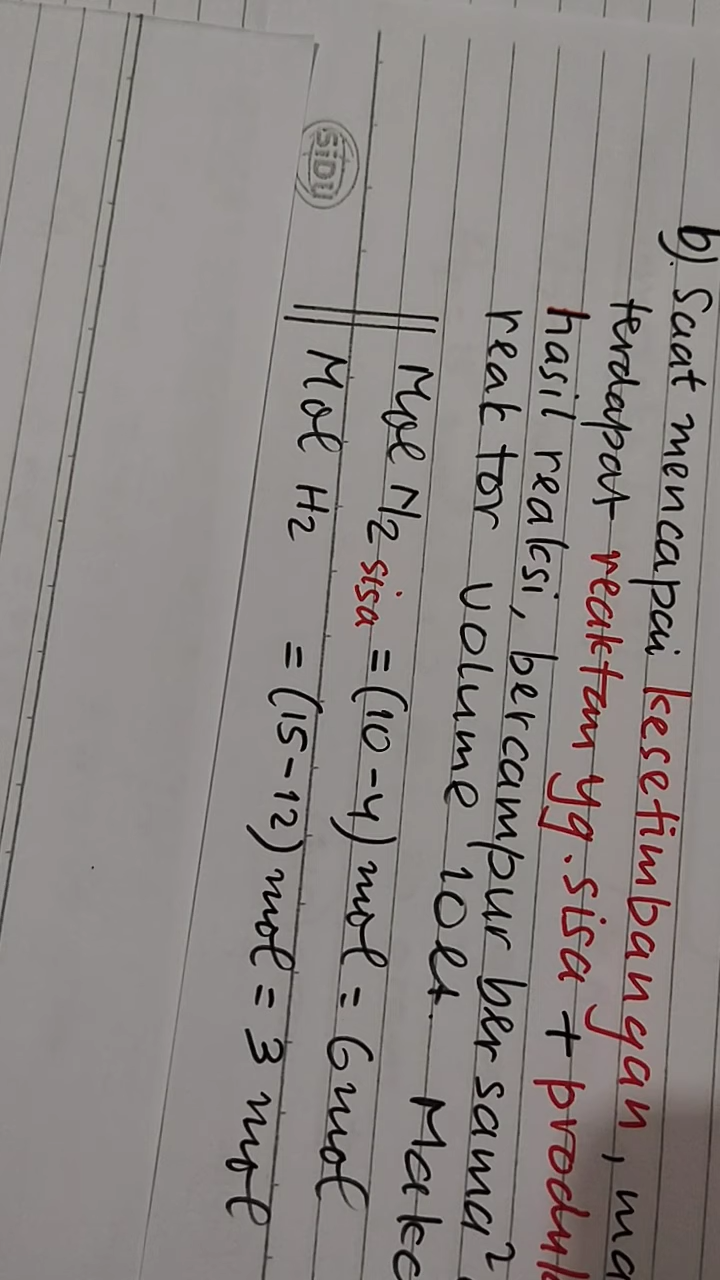 b). Saat mencapai kesetimbangan, ma
terdapat reaktan yg. sisa + produk
hasil reaksi, bercampur bersama²
reaktor volume 10 Lt. Maka
Mol N2 sisa = (10-4) mol = 6 mol
Mol H2 = (15-12) mol = 3 mol
SiDU